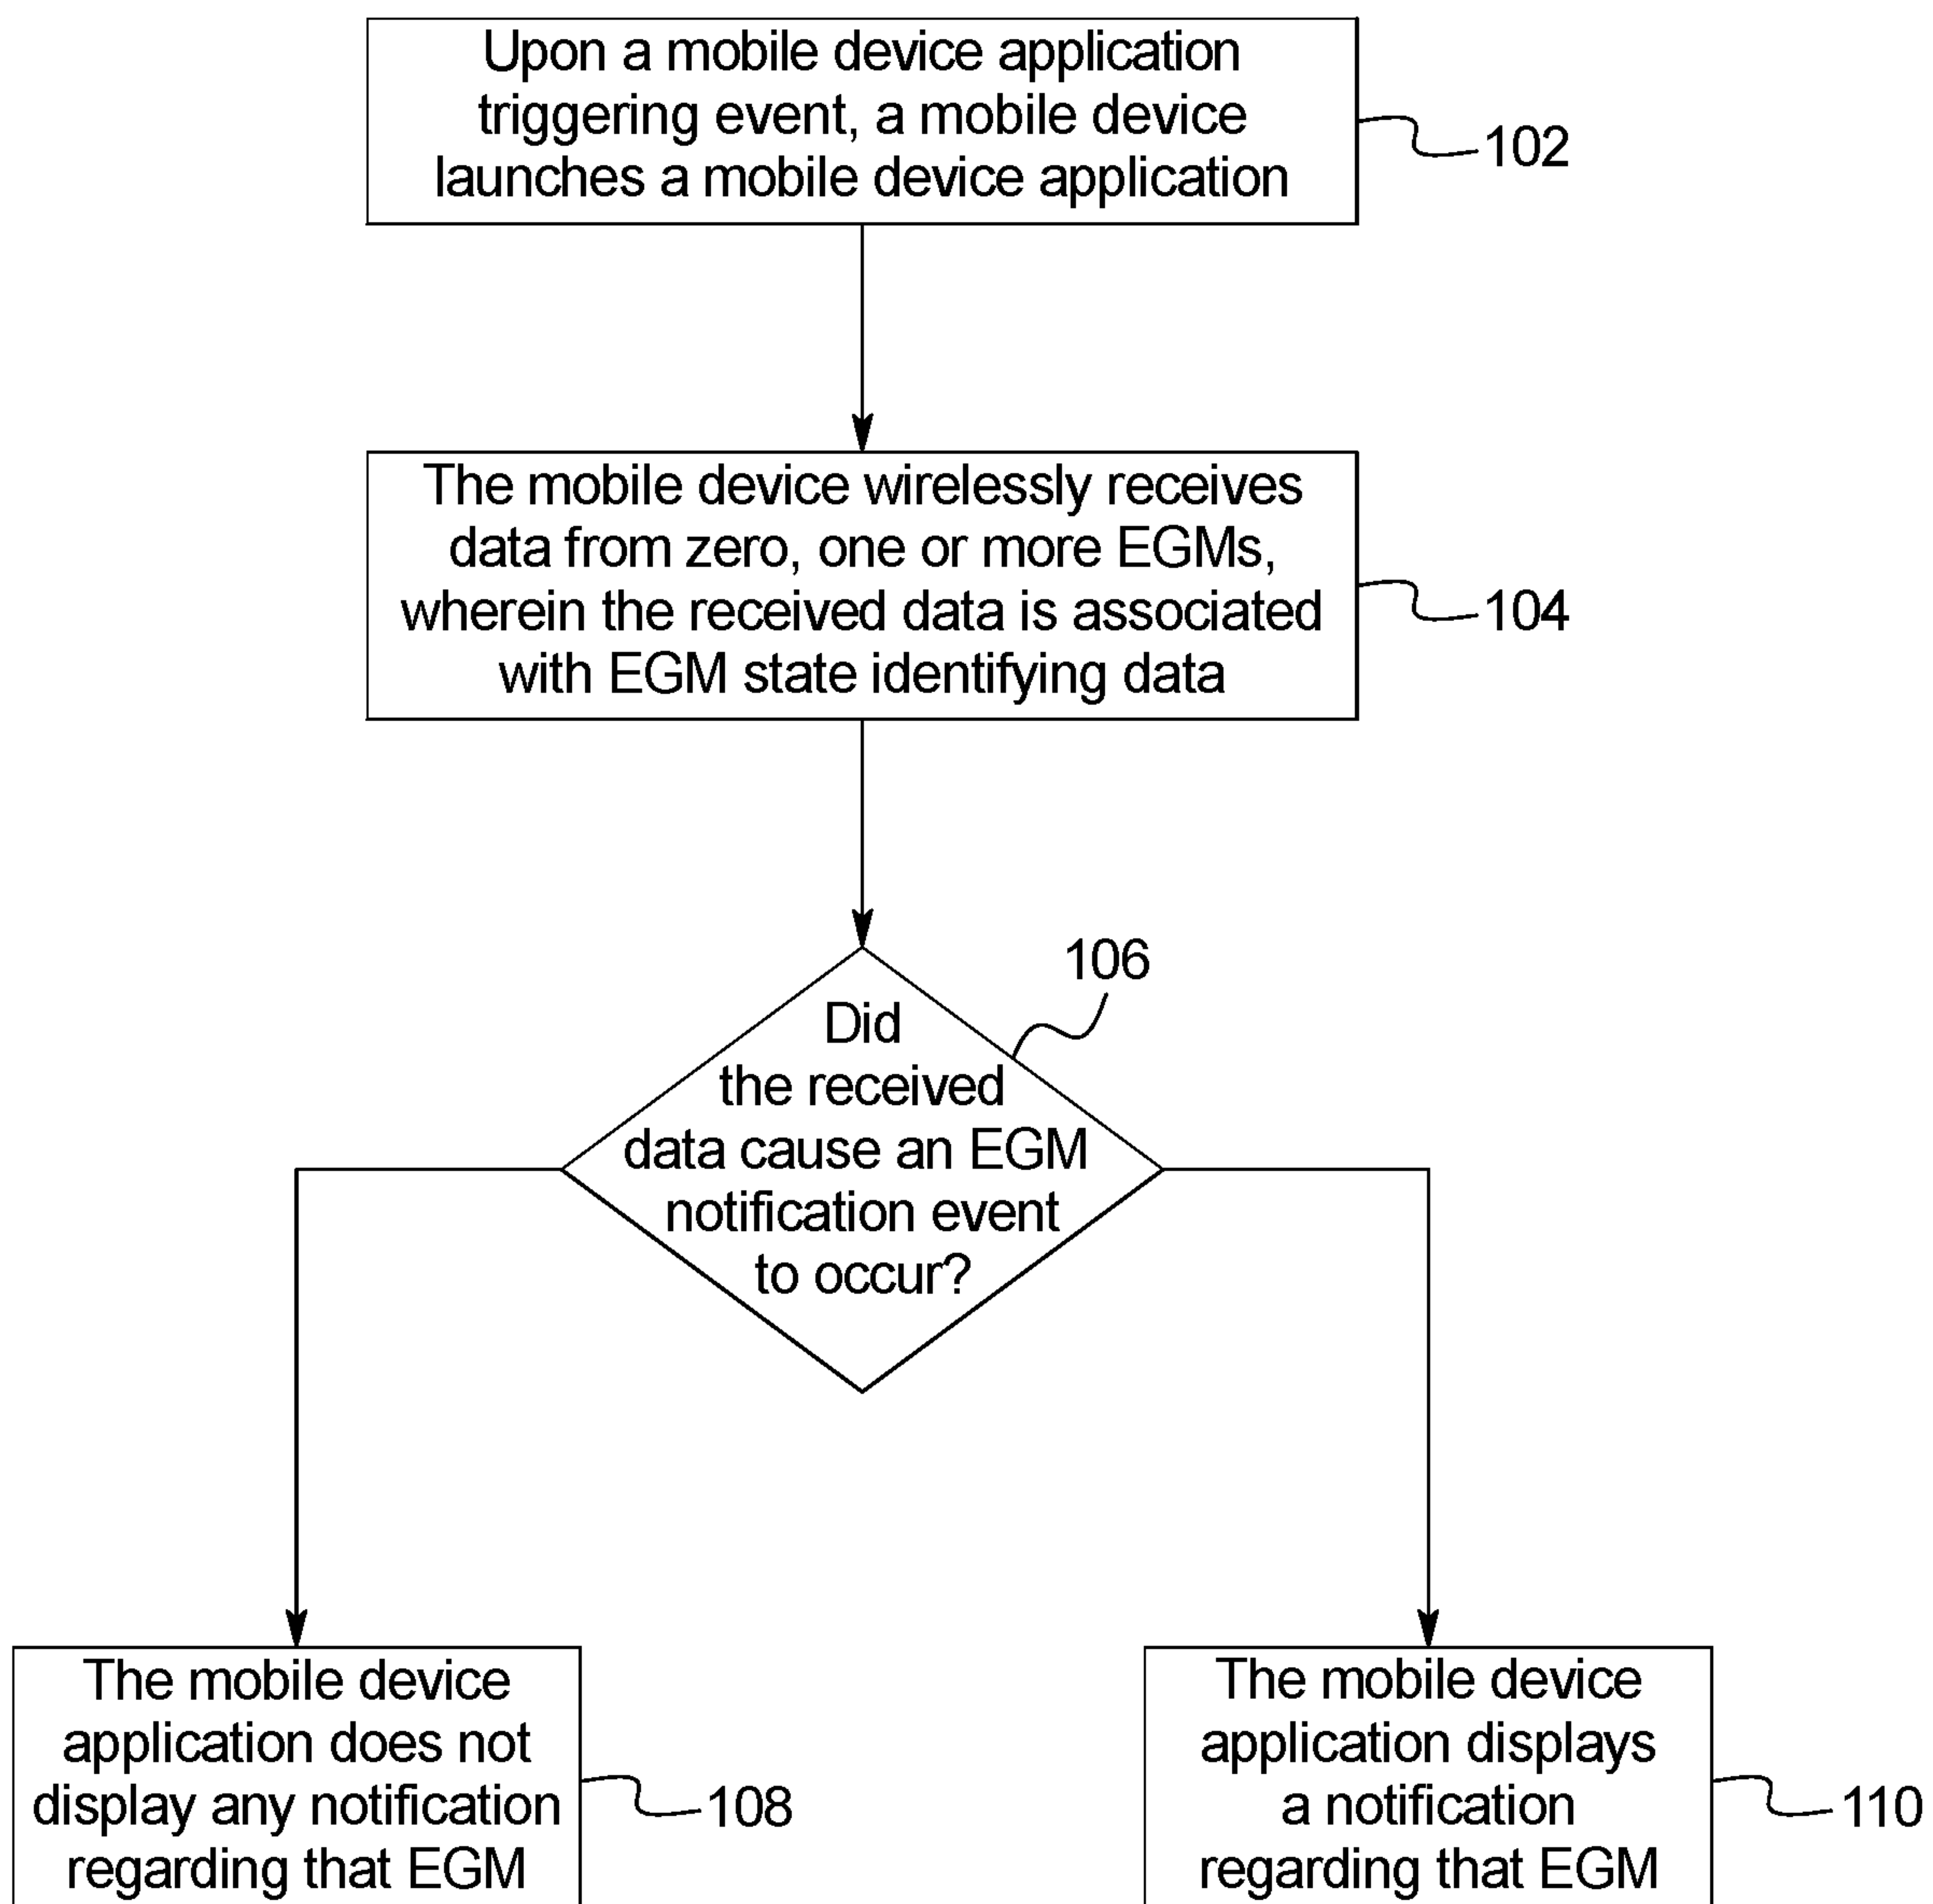 Upon a mobile device application
triggering event, a mobile device
launches a mobile device application
102
The mobile device wirelessly receives
data from zero, one or more EGMs,
wherein the received data is associated
with EGM state identifying data
104
106
Did
the received
data cause an EGM
notification event
to occur?
The mobile device
application does not
display any notification
regarding that EGM
108
The mobile device
application displays
a notification
regarding that EGM
110